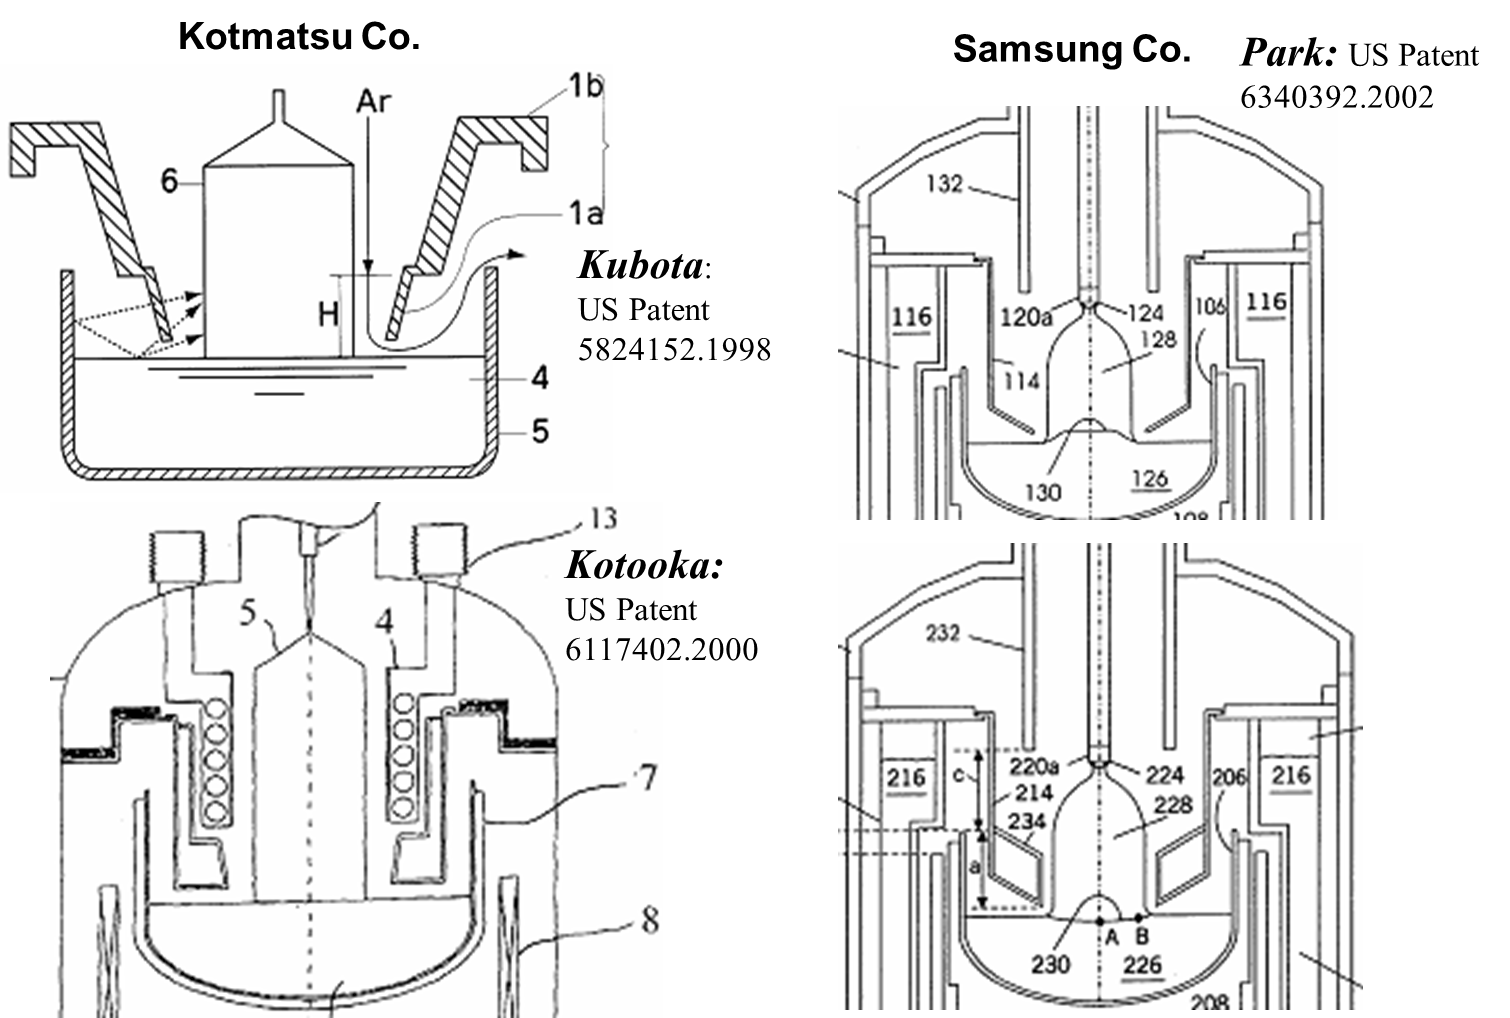 Kotmatsu Co.
Samsung Co.
Park: US Patent
6340392.2002
1b
Ar
6
1a
H
4
5
Kubota:
US Patent
5824152.1998
132
116
120a
124
106
116
128
114
130
126
13
5
4
7
8
Kotooka:
US Patent
6117402.2000
232
216
c
220a
224
206
216
214
228
234
a
A
B
230
226
208